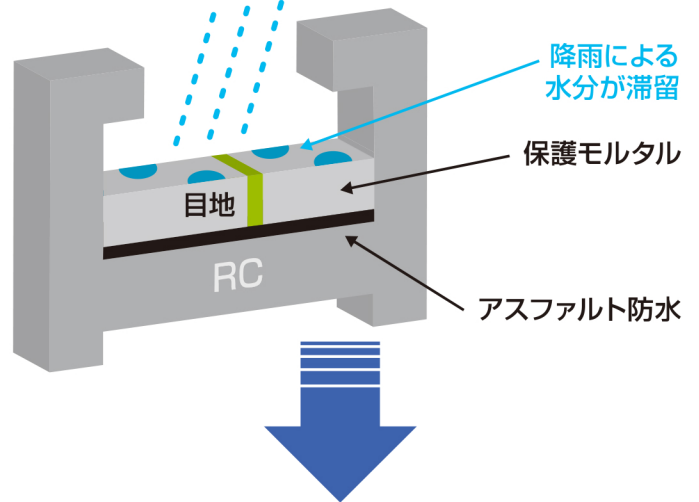 降雨による
水分が滞留
保護モルタル
目地
RC
アスファルト防水